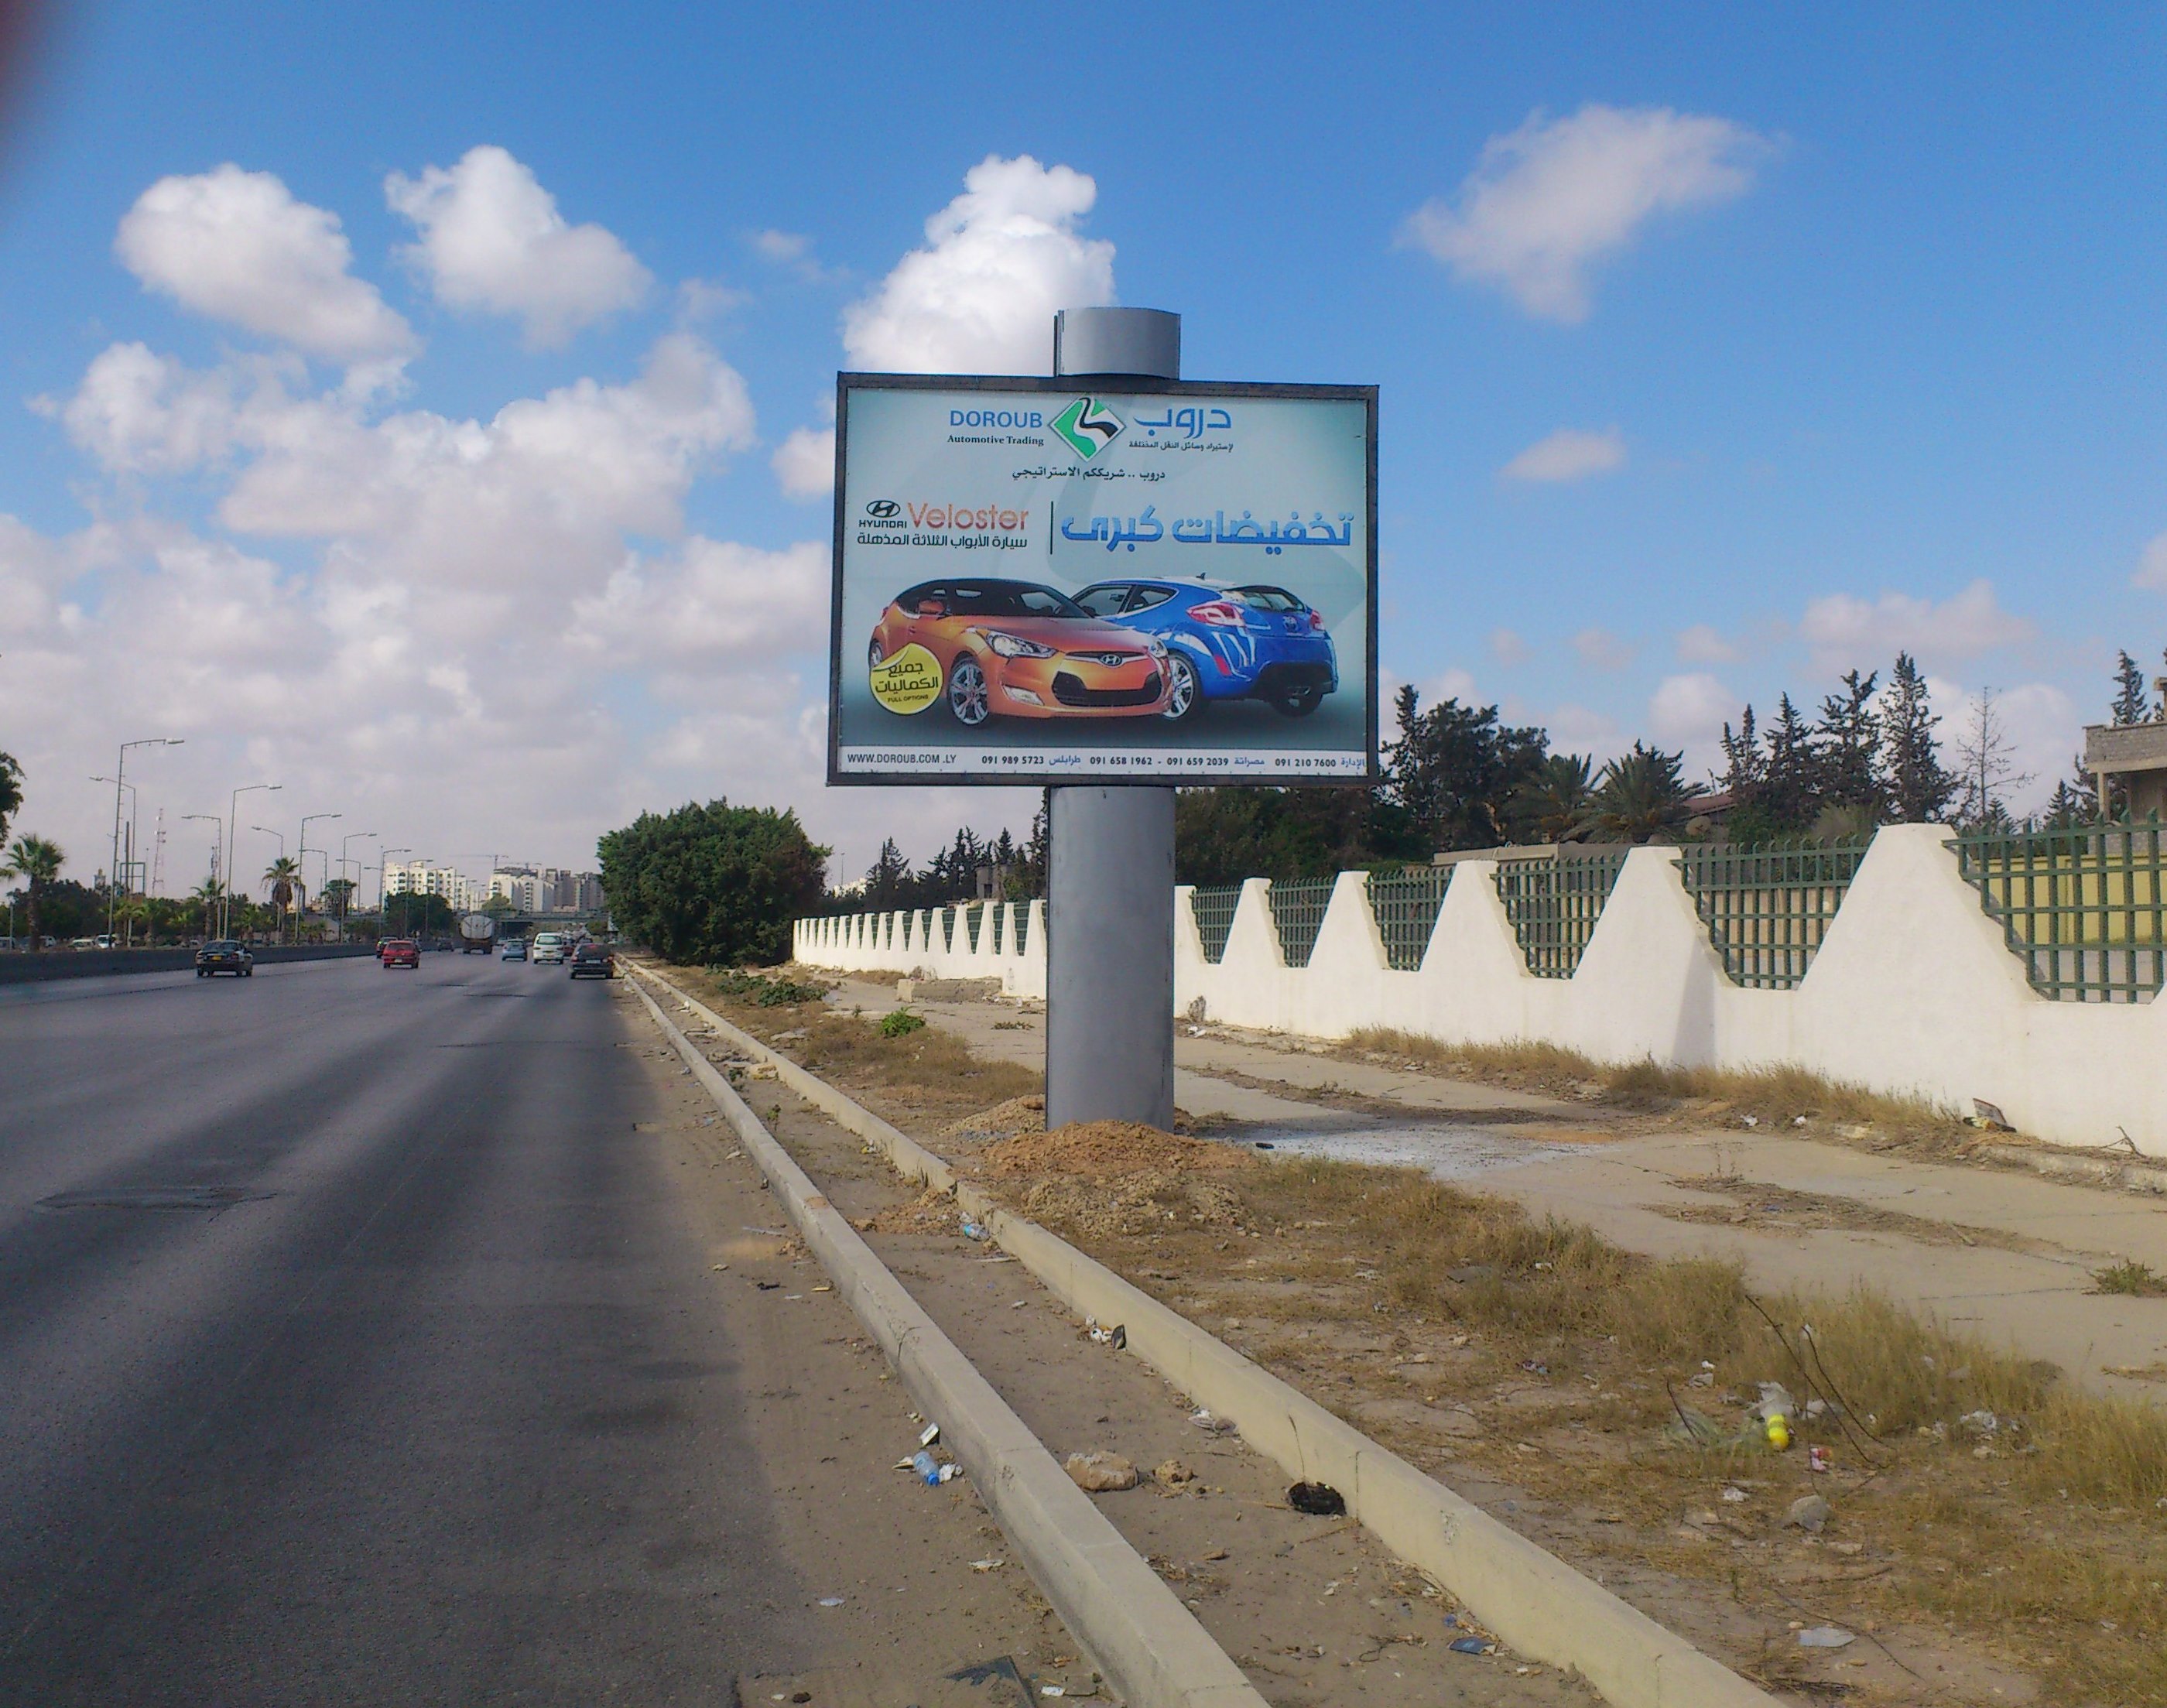 DOROUB دروب
Automotive Trading لإستيراد وسائل النقل المختلفة
دروب .. شريككم الاستراتيجي
تخفيضات كبرى
HYUNDAI Veloster
سيارة الأبواب الثلاثة المذهلة
جميع
الكماليات
FULL OPTIONS
WWW.DOROUB.COM .LY 091 989 5723 طرابلس 091 658 1962 - 091 659 2039 مصراتة 091 210 7600 الإدارة